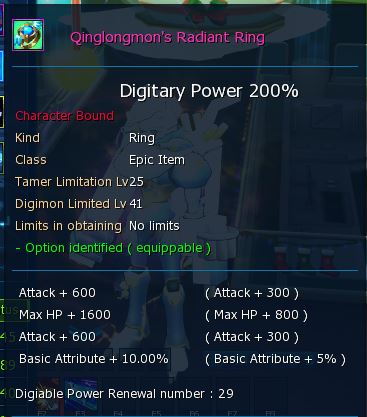 Qinglongmon's Radiant Ring
Digitary Power 200%
Character Bound
Kind Ring
Class Epic Item
Tamer Limitation Lv 25
Digimon Limited Lv 41
Limits in obtaining No limits
- Option identified ( equippable )
Attack + 600 ( Attack + 300 )
Max HP + 1600 ( Max HP + 800 )
Attack + 600 ( Attack + 300 )
Basic Attribute + 10.00% ( Basic Attribute + 5% )
Digiable Power Renewal number : 29